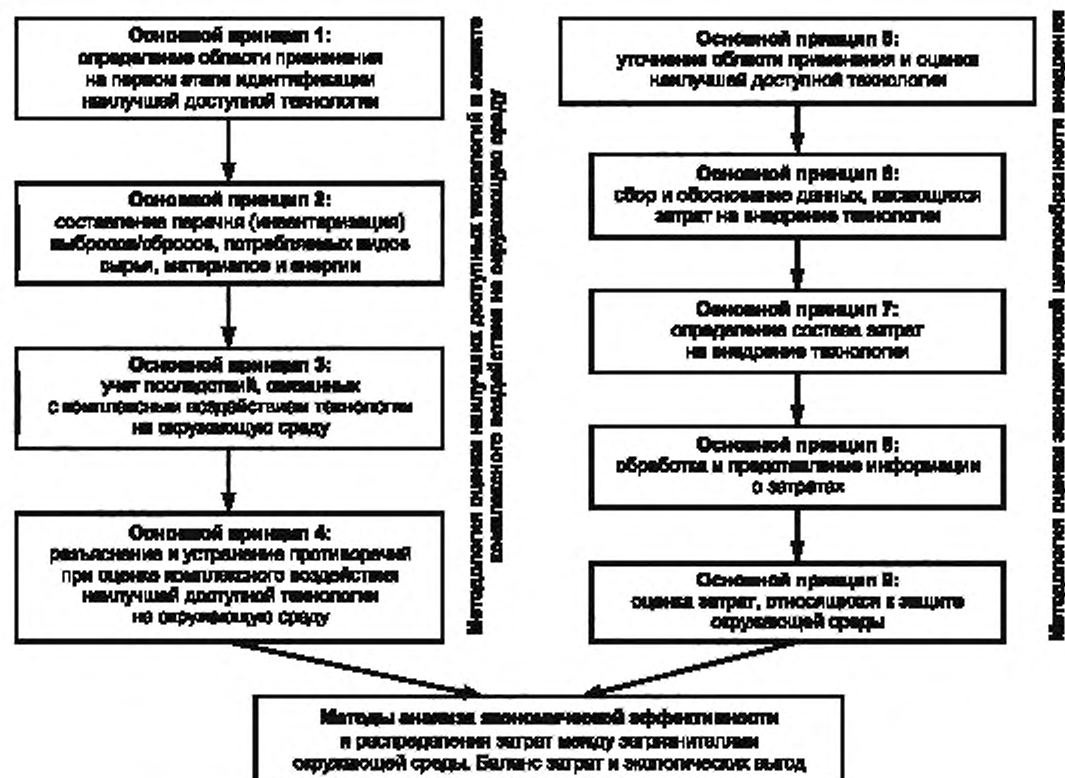 Основной принцип 1:
определение области применения
на первом этапе идентификации
наилучшей доступной технологии
Основной принцип 2:
составление перечня (инвентаризация)
выбросов/сбросов, потребляемых видов
сырья, материалов и энергии
Основной принцип 3:
учет последствий, связанных
с комплексным воздействием технологии
на окружающую среду
Основной принцип 4:
разъяснение и устранение противоречий
при оценке комплексного воздействия
наилучшей доступной технологии
на окружающую среду
Методология оценки наилучших доступных технологий в аспекте
комплексного воздействия на окружающую среду
Основной принцип 5:
уточнение области применения и оценка
наилучшей доступной технологии
Основной принцип 6:
сбор и обоснование данных, касающихся
затрат на внедрение технологии
Основной принцип 7:
определение состава затрат
на внедрение технологии
Основной принцип 8:
обработка и представление информации
о затратах
Основной принцип 9:
оценка затрат, относящихся к защите
окружающей среды
Методология оценки экономической целесообразности внедрения
Методы анализа экономической эффективности
и распределения затрат между загрязнителями
окружающей среды. Баланс затрат и экологических выгод